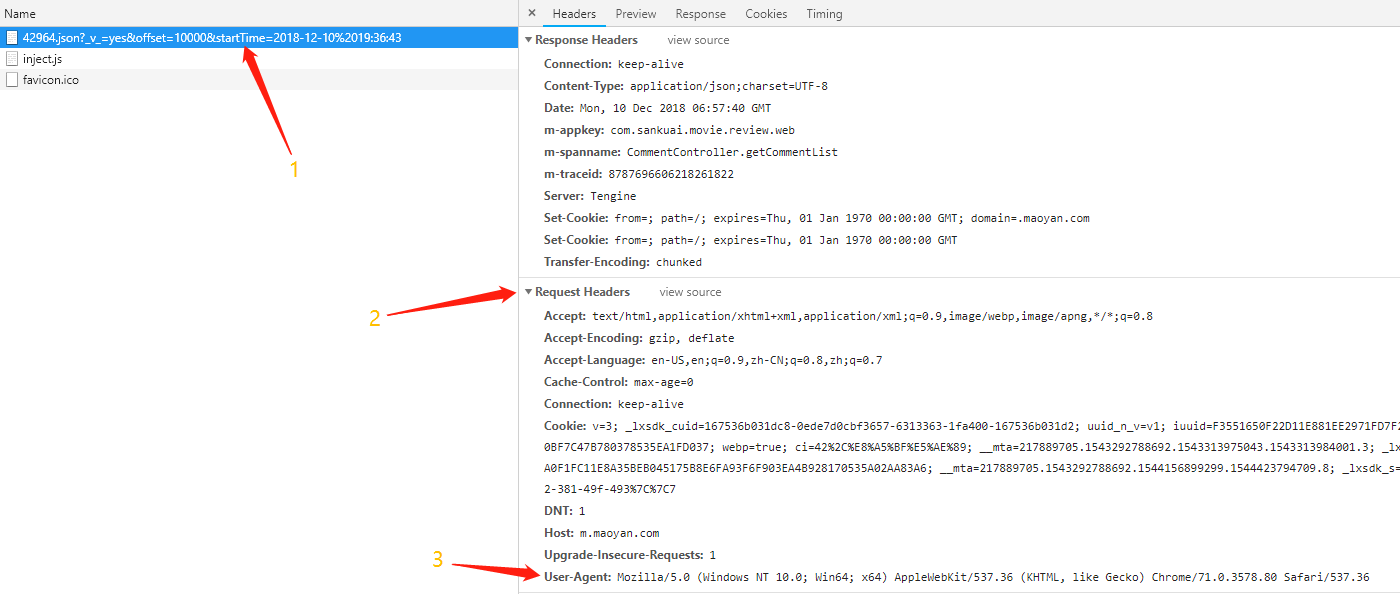 Name
42964.json?_v_=yes&offset=10000&startTime=2018-12-10%2019:36:43
inject.js
favicon.ico
1
2
3
× Headers Preview Response Cookies Timing
Response Headers view source
Connection: keep-alive
Content-Type: application/json;charset=UTF-8
Date: Mon, 10 Dec 2018 06:57:40 GMT
m-appkey: com.sankuai.movie.review.web
m-spanname: CommentController.getCommentList
m-traceid: 8787696606218261822
Server: Tengine
Set-Cookie: from=; path=/; expires=Thu, 01 Jan 1970 00:00:00 GMT; domain=.maoyan.com
Set-Cookie: from=; path=/; expires=Thu, 01 Jan 1970 00:00:00 GMT
Transfer-Encoding: chunked
Request Headers view source
Accept: text/html,application/xhtml+xml,application/xml;q=0.9,image/webp,image/apng,*/*;q=0.8
Accept-Encoding: gzip, deflate
Accept-Language: en-US,en;q=0.9,zh-CN;q=0.8,zh;q=0.7
Cache-Control: max-age=0
Connection: keep-alive
Cookie: v=3; _lxsdk_cuid=167536b031dc8-0ede7d0cbf3657-6313363-1fa400-167536b031d2; uuid_n_v=v1; iuuid=F3551650F22D11E881EE2971FD7F2
0BF7C47B780378535EA1FD037; webp=true; ci=42%2C%E8%A5%BF%E5%AE%89; __mta=217889705.1543292788692.1543313975043.1543313984001.3; _lx
A0F1FC11E8A35BEB045175B8E6FA93F6F903EA4B928170535A02AA83A6; __mta=217889705.1543292788692.1544156899299.1544423794709.8; _lxsdk_s=
2-381-49f-493%7C%7C7
DNT: 1
Host: m.maoyan.com
Upgrade-Insecure-Requests: 1
User-Agent: Mozilla/5.0 (Windows NT 10.0; Win64; x64) AppleWebKit/537.36 (KHTML, like Gecko) Chrome/71.0.3578.80 Safari/537.36